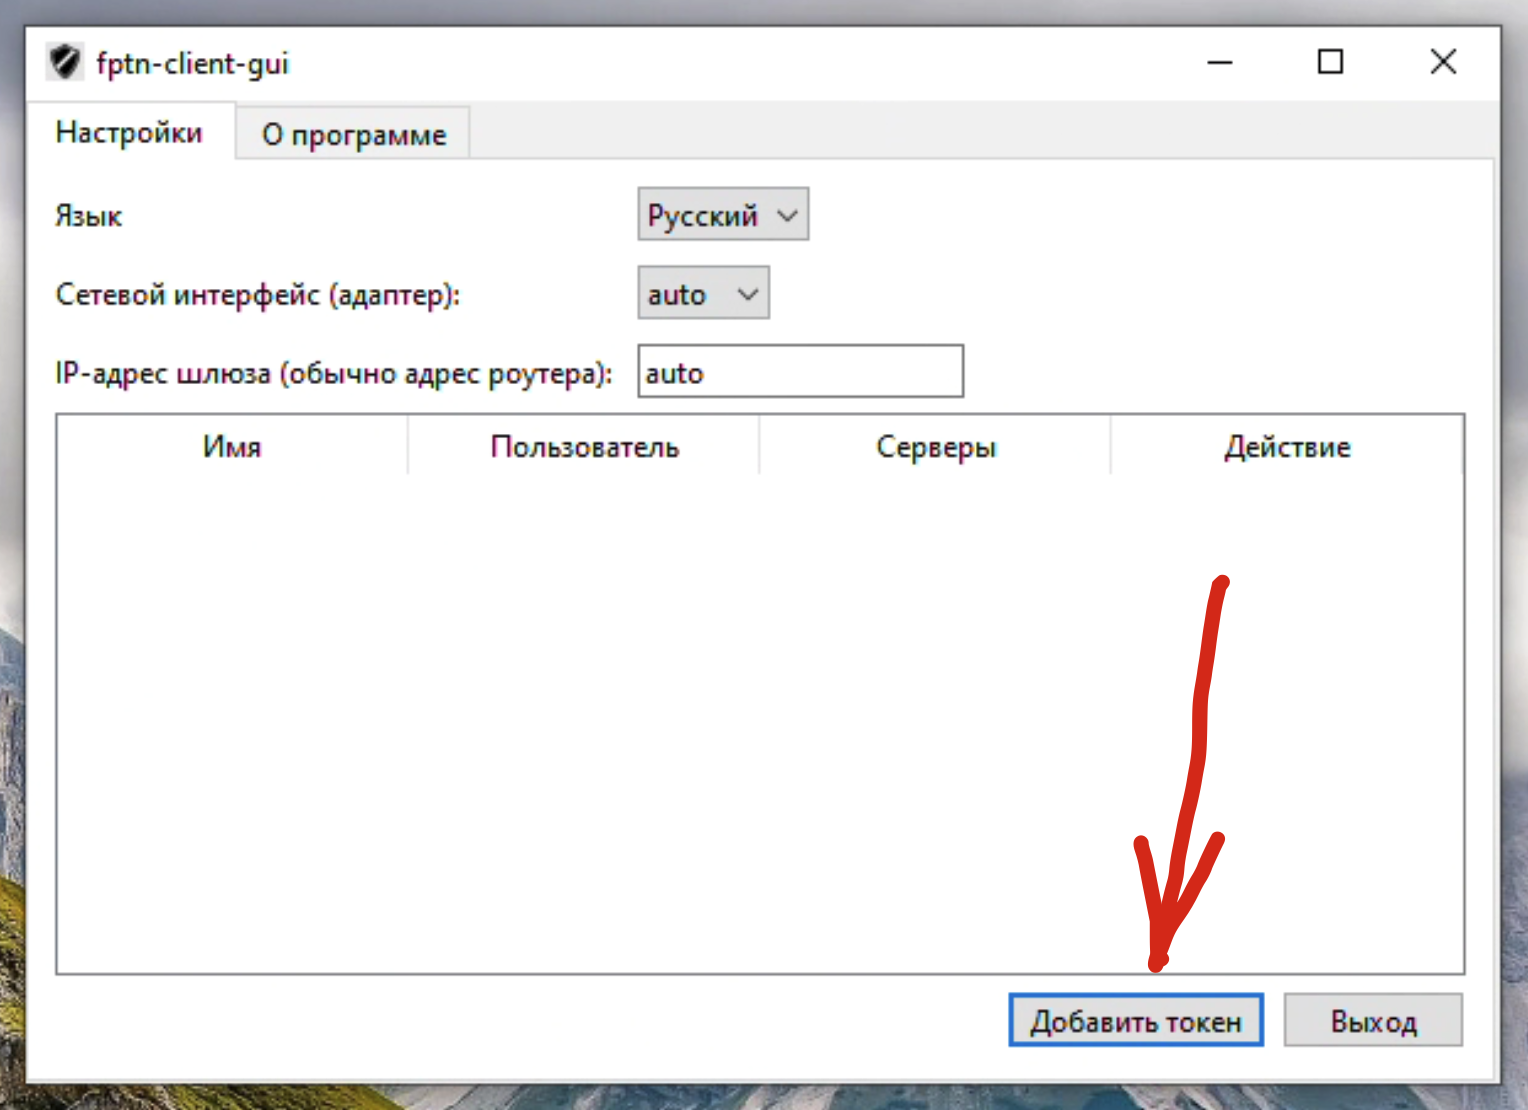 fptn-client-gui
Настройки О программе
Язык Русский
Сетевой интерфейс (адаптер): auto
IP-адрес шлюза (обычно адрес роутера): auto
Имя Пользователь Серверы Действие
Добавить токен Выход